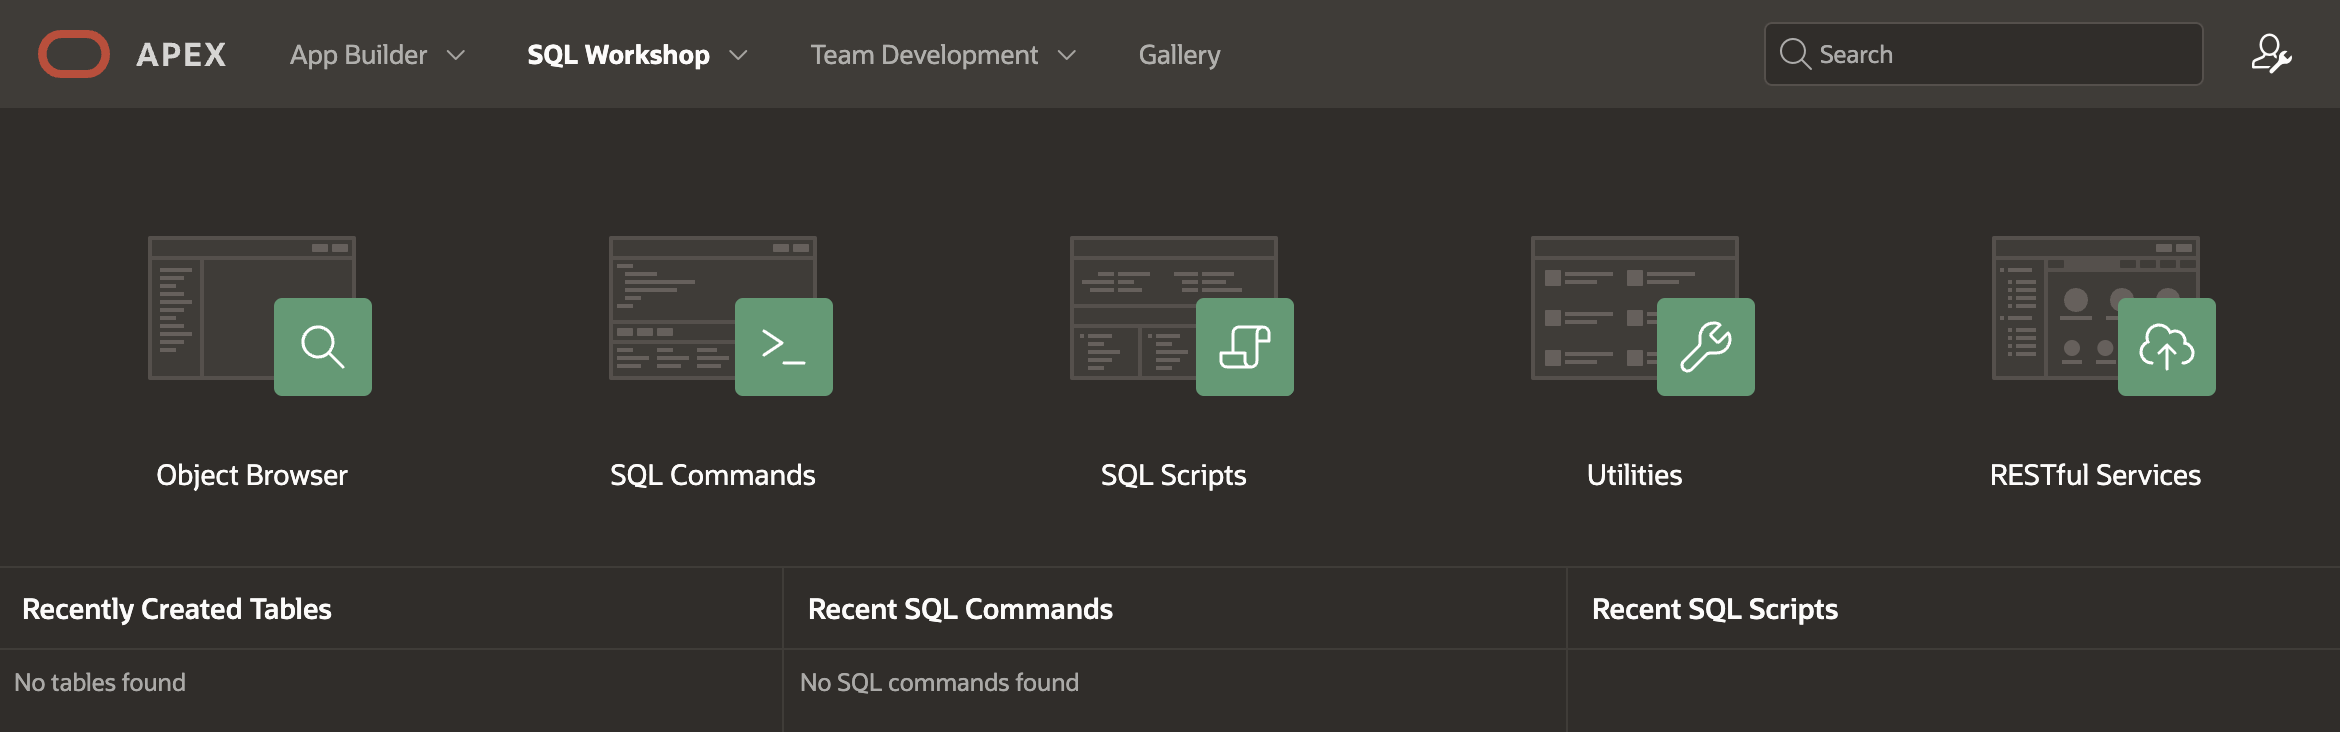 APEX App Builder SQL Workshop Team Development Gallery Search
Object Browser SQL Commands SQL Scripts Utilities RESTful Services
Recently Created Tables Recent SQL Commands Recent SQL Scripts
No tables found No SQL commands found